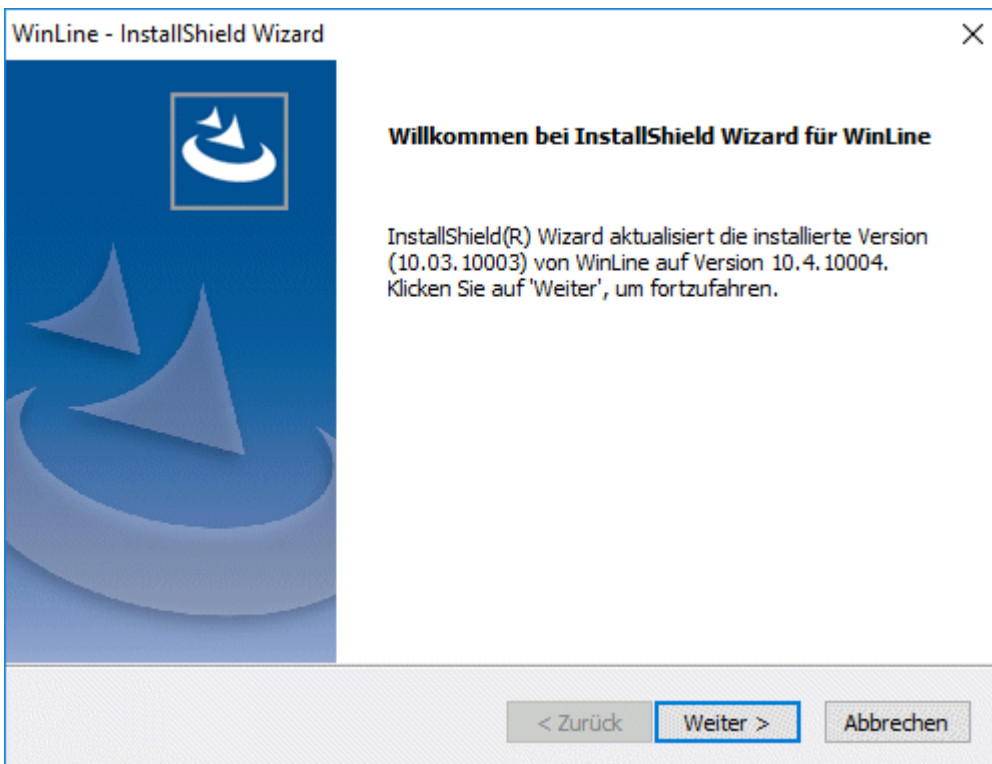 WinLine - InstallShield Wizard
Willkommen bei InstallShield Wizard für WinLine
InstallShield(R) Wizard aktualisiert die installierte Version
(10.03.10003) von WinLine auf Version 10.4.10004.
Klicken Sie auf 'Weiter', um fortzufahren.
< Zurück
Weiter >
Abbrechen